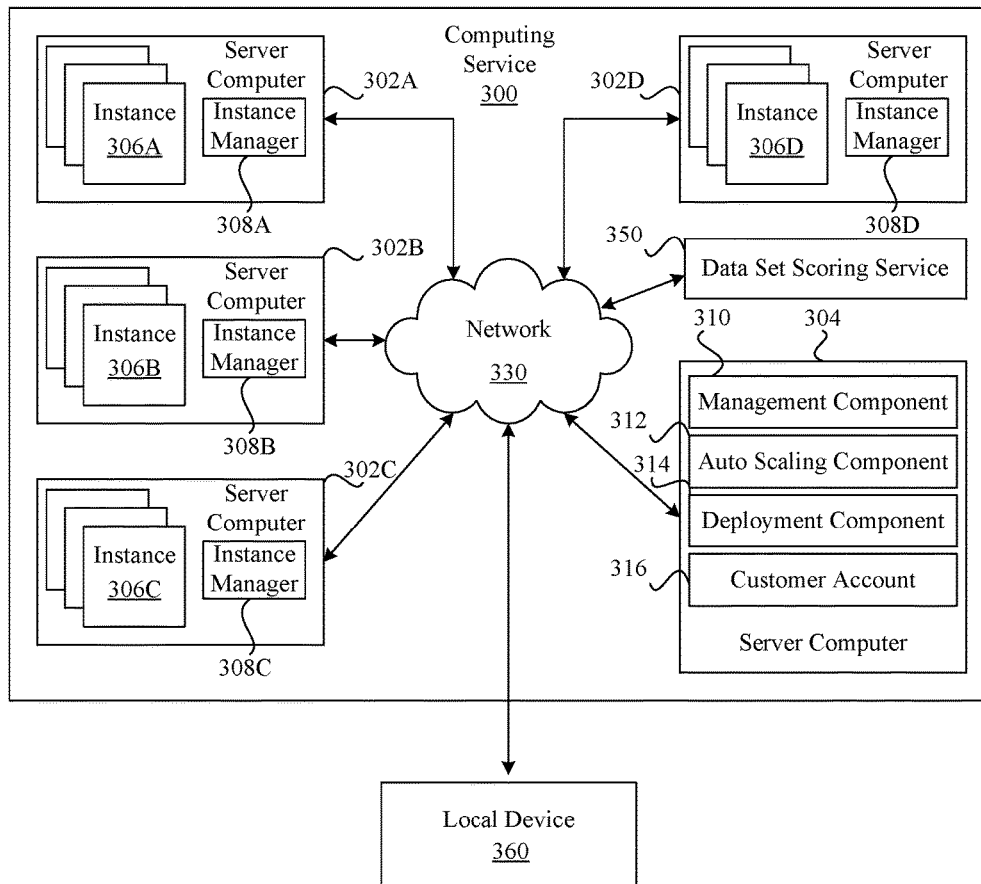 Computing
Service
300
Server
Computer
302A
Instance
306A
Instance
Manager
308A
Server
Computer
302D
Instance
306D
Instance
Manager
308D
302B
Server
Computer
Instance
306B
Instance
Manager
308B
350
Data Set Scoring Service
Network
330
302C
Server
Computer
Instance
306C
Instance
Manager
308C
310
304
Management Component
312
Auto Scaling Component
314
Deployment Component
316
Customer Account
Server Computer
Local Device
360